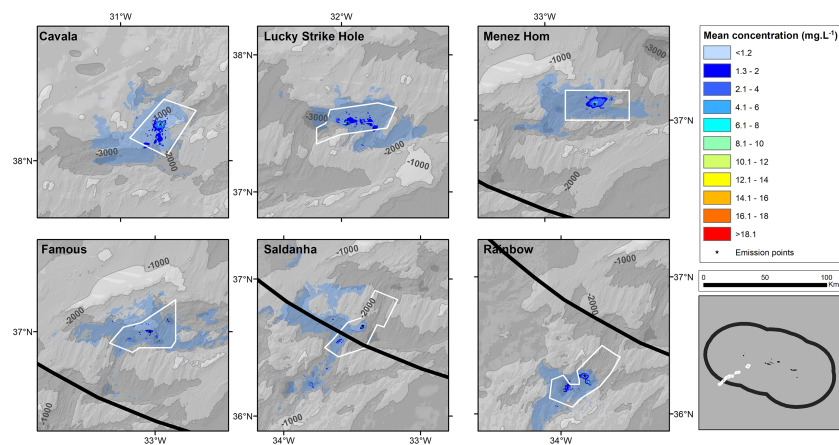 31°W
32°W
33°W
Cavala
Lucky Strike Hole
Menez Hom
38°N
38°N
37°N
37°N
-1000
-3000
-3000
-3000
-2000
-1000
-1000
-3000
-2000
Mean concentration (mg.L-1)
<1.2
1.3 - 2
2.1 - 4
4.1 - 6
6.1 - 8
8.1 - 10
10.1 - 12
12.1 - 14
14.1 - 16
16.1 - 18
>18.1
Emission points
0 50 100
Km
Famous
Saldanha
Rainbow
37°N
37°N
36°N
37°N
36°N
-1000
-2000
-1000
-1000
-2000
-1000
-1000
-2000
33°W
34°W
33°W
34°W